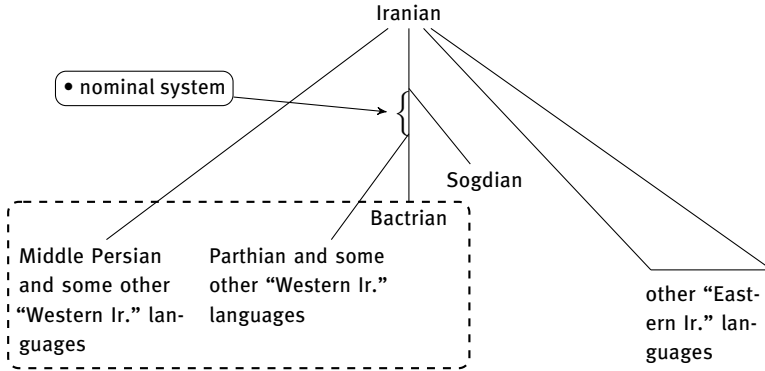 Iranian
• nominal system
Sogdian
Bactrian
Middle Persian
and some other
“Western Ir.” lan-
guages
Parthian and some
other “Western Ir.”
languages
other “East-
ern Ir.” lan-
guages